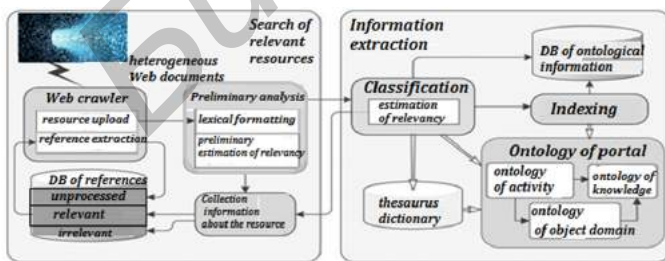 Search of
relevant
resources
heterogeneous
Web documents
Web crawler
resource upload
reference extraction
Preliminary analysis
lexical formatting
preliminary
estimation of relevancy
DB of references
unprocessed
relevant
irrelevant
Collection
information
about the resource
Information
extraction
Classification
estimation
of relevancy
DB of ontological
information
Indexing
thesaurus
dictionary
Ontology of portal
ontology
of activity
ontology of
knowledge
ontology
of object domain